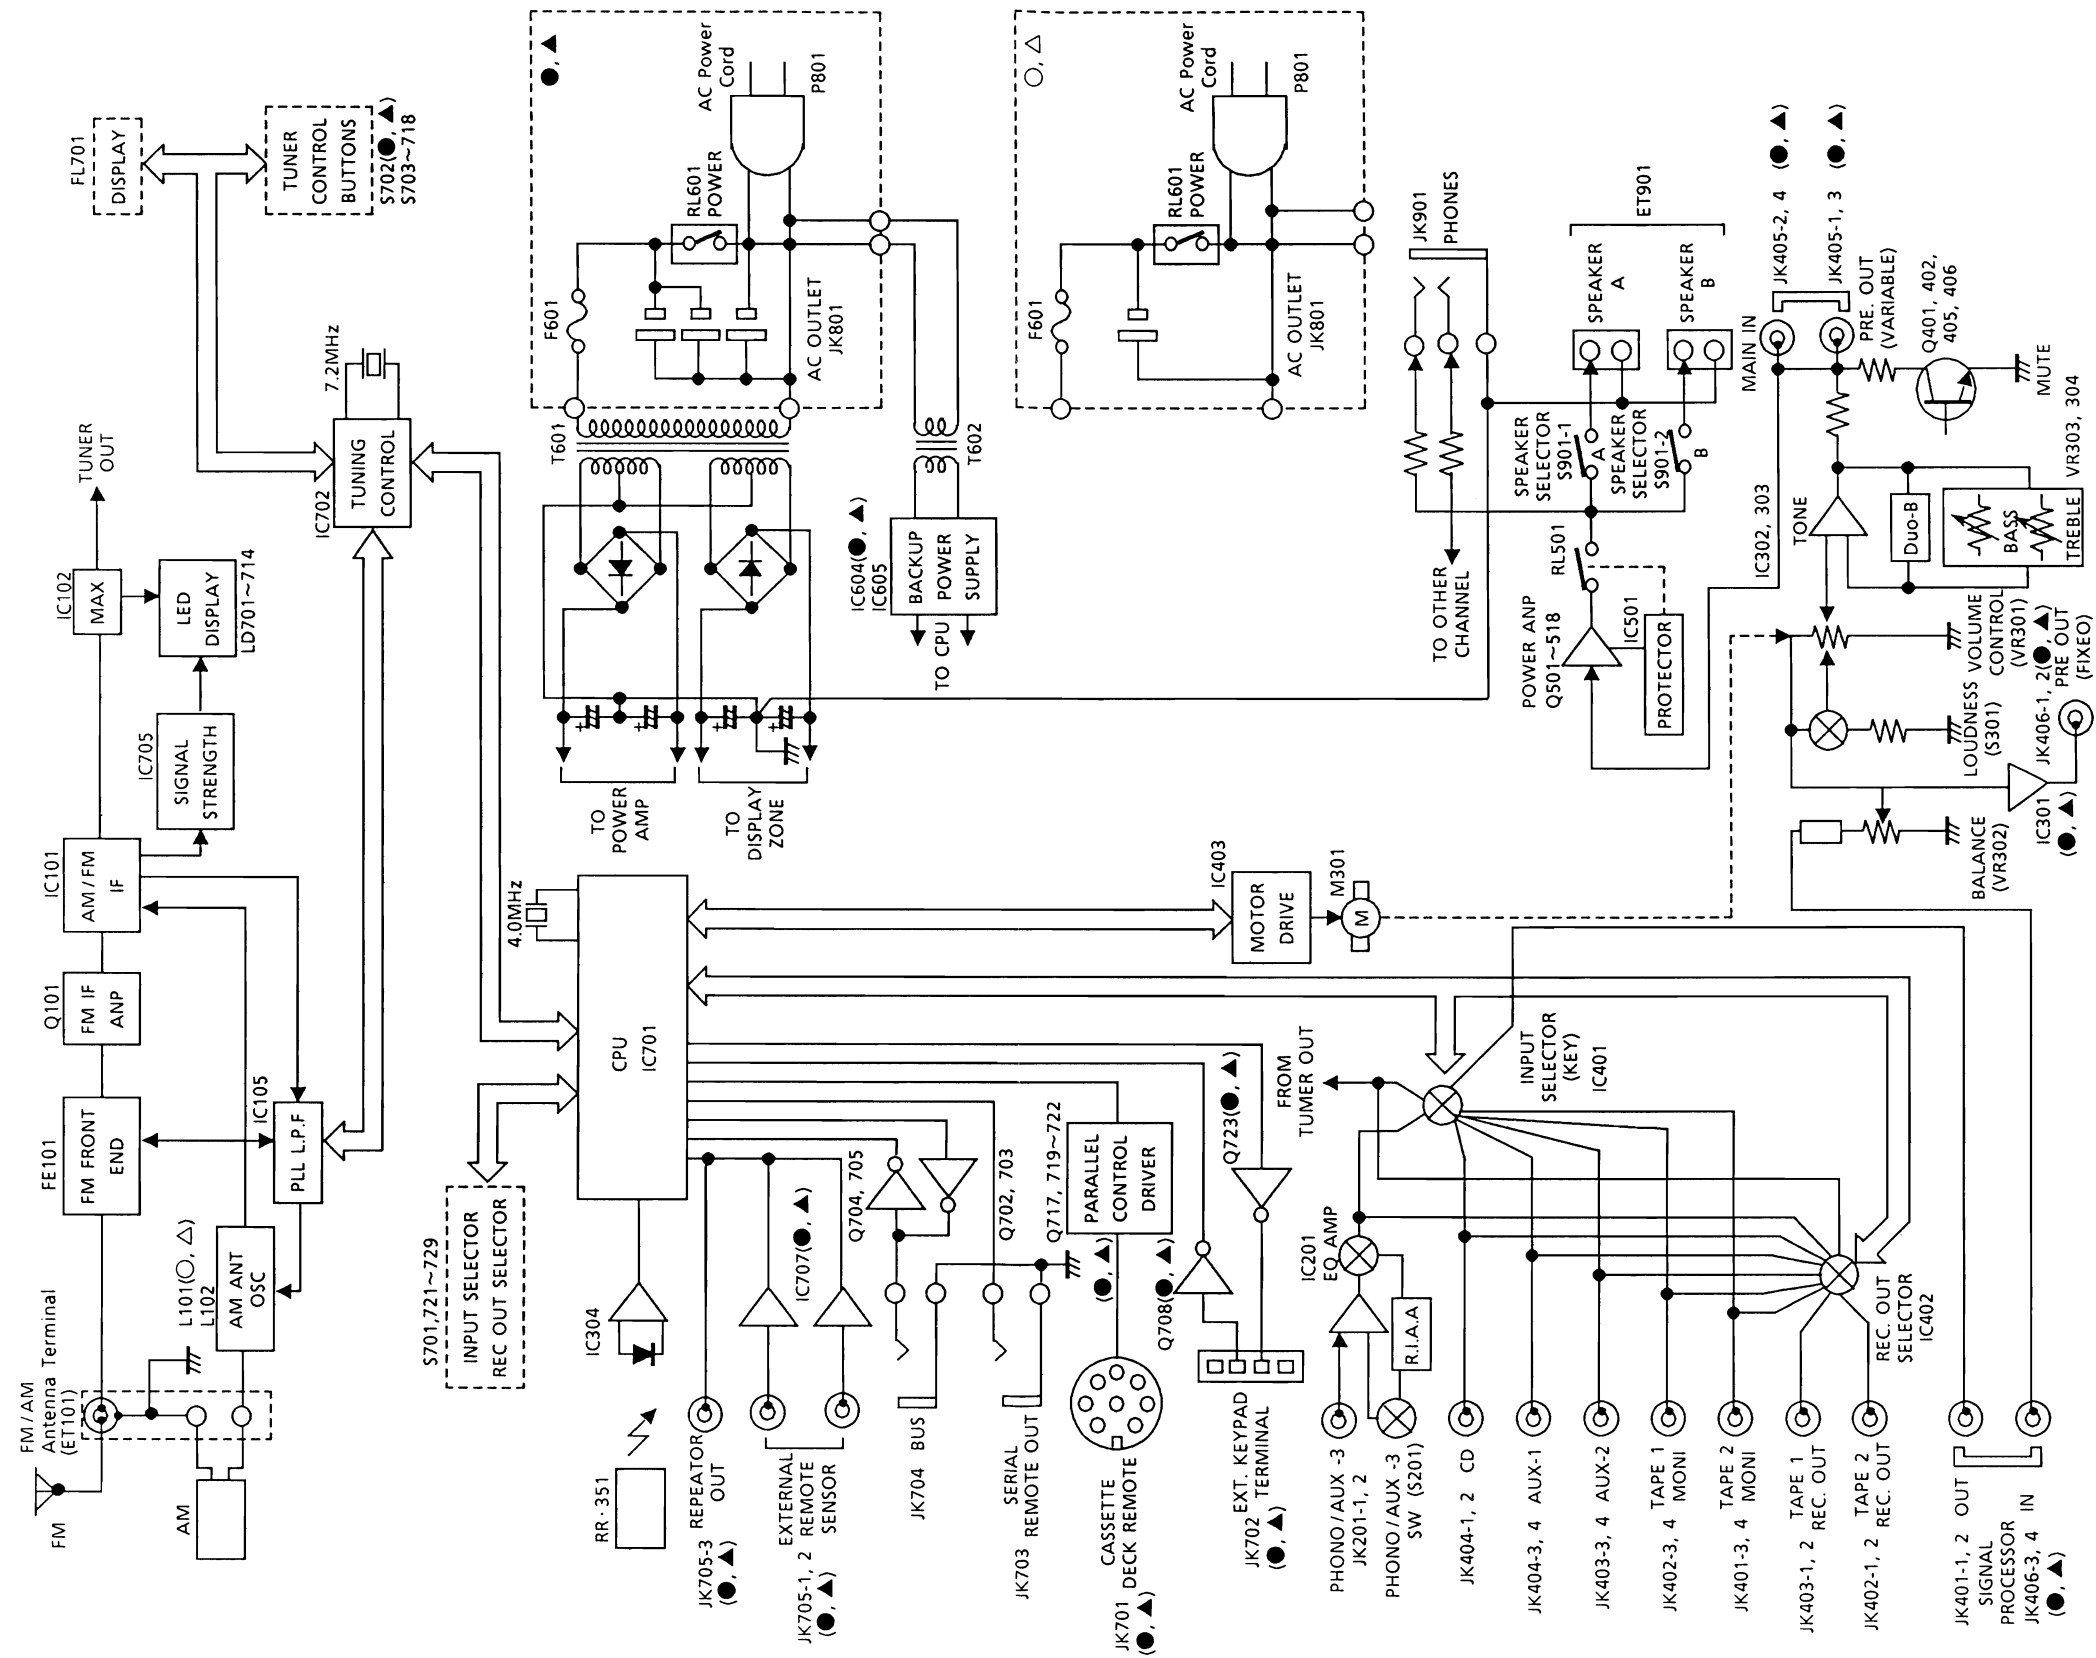 FM/AM
Antenna Terminal
(ET101)
FM
AM
FE101
FM FRONT
END
Q101
FM IF
ANP
IC101
AM/FM
IF
IC102
MAX
TUNER
OUT
IC705
SIGNAL
STRENGTH
LED
DISPLAY
LD701~714
L101(○, △)
L102
AM ANT
OSC
IC105
PLL L.P.F
IC702
TUNING
CONTROL
7.2MHz
FL701
DISPLAY
TUNER
CONTROL
BUTTONS
S702(●, ▲)
S703~718
S701,721~729
INPUT SELECTOR
REC OUT SELECTOR
4.0MHz
CPU
IC701
RR-351
IC304
JK705-3
(●, ▲)
REPEATOR
OUT
JK705-1, 2
(●, ▲)
EXTERNAL
REMOTE
SENSOR
IC707(●, ▲)
Q704, 705
JK704 BUS
Q702, 703
JK703
SERIAL
REMOTE OUT
Q717, 719~722
PARALLEL
CONTROL
DRIVER
(●, ▲)
JK701
(●, ▲)
CASSETTE
DECK REMOTE
Q708(●, ▲)
Q723(●, ▲)
JK702
(●, ▲)
EXT. KEYPAD
TERMINAL
F601
RL601
POWER
AC Power
Cord
P801
●, ▲
AC OUTLET
JK801
T601
T602
TO
POWER
AMP
TO
DISPLAY
ZONE
IC604(●, ▲)
IC605
BACKUP
POWER
SUPPLY
TO CPU
F601
RL601
POWER
AC Power
Cord
P801
○, △
AC OUTLET
JK801
IC403
MOTOR
DRIVE
M301
M
JK901
PHONES
TO OTHER
CHANNEL
SPEAKER
SELECTOR
S901-1
A
SPEAKER
SELECTOR
S901-2
B
SPEAKER
A
SPEAKER
B
ET901
RL501
POWER ANP
Q501~518
IC501
PROTECTOR
MAIN IN
JK405-2, 4 (●, ▲)
JK405-1, 3 (●, ▲)
PRE. OUT
(VARIABLE)
Q401, 402,
405, 406
MUTE
IC302, 303
TONE
Duo-B
BASS
TREBLE
VR303, 304
VOLUME
CONTROL
(VR301)
LOUDNESS
(S301)
JK406-1, 2(●, ▲)
PRE OUT
(FIXEO)
IC301
(●, ▲)
BALANCE
(VR302)
FROM
TUMER OUT
INPUT
SELECTOR
(KEY)
IC401
IC201
EQ AMP
R.I.A.A
REC. OUT
SELECTOR
IC402
PHONO/AUX -3
JK201-1, 2
PHONO/AUX -3
SW (S201)
JK404-1, 2 CD
JK404-3, 4 AUX-1
JK403-3, 4 AUX-2
JK402-3, 4 TAPE 1
MONI
JK401-3, 4 TAPE 2
MONI
JK403-1, 2 TAPE 1
REC. OUT
JK402-1, 2 TAPE 2
REC. OUT
JK401-1, 2 OUT
SIGNAL
PROCESSOR
JK406-3, 4 IN
(●, ▲)